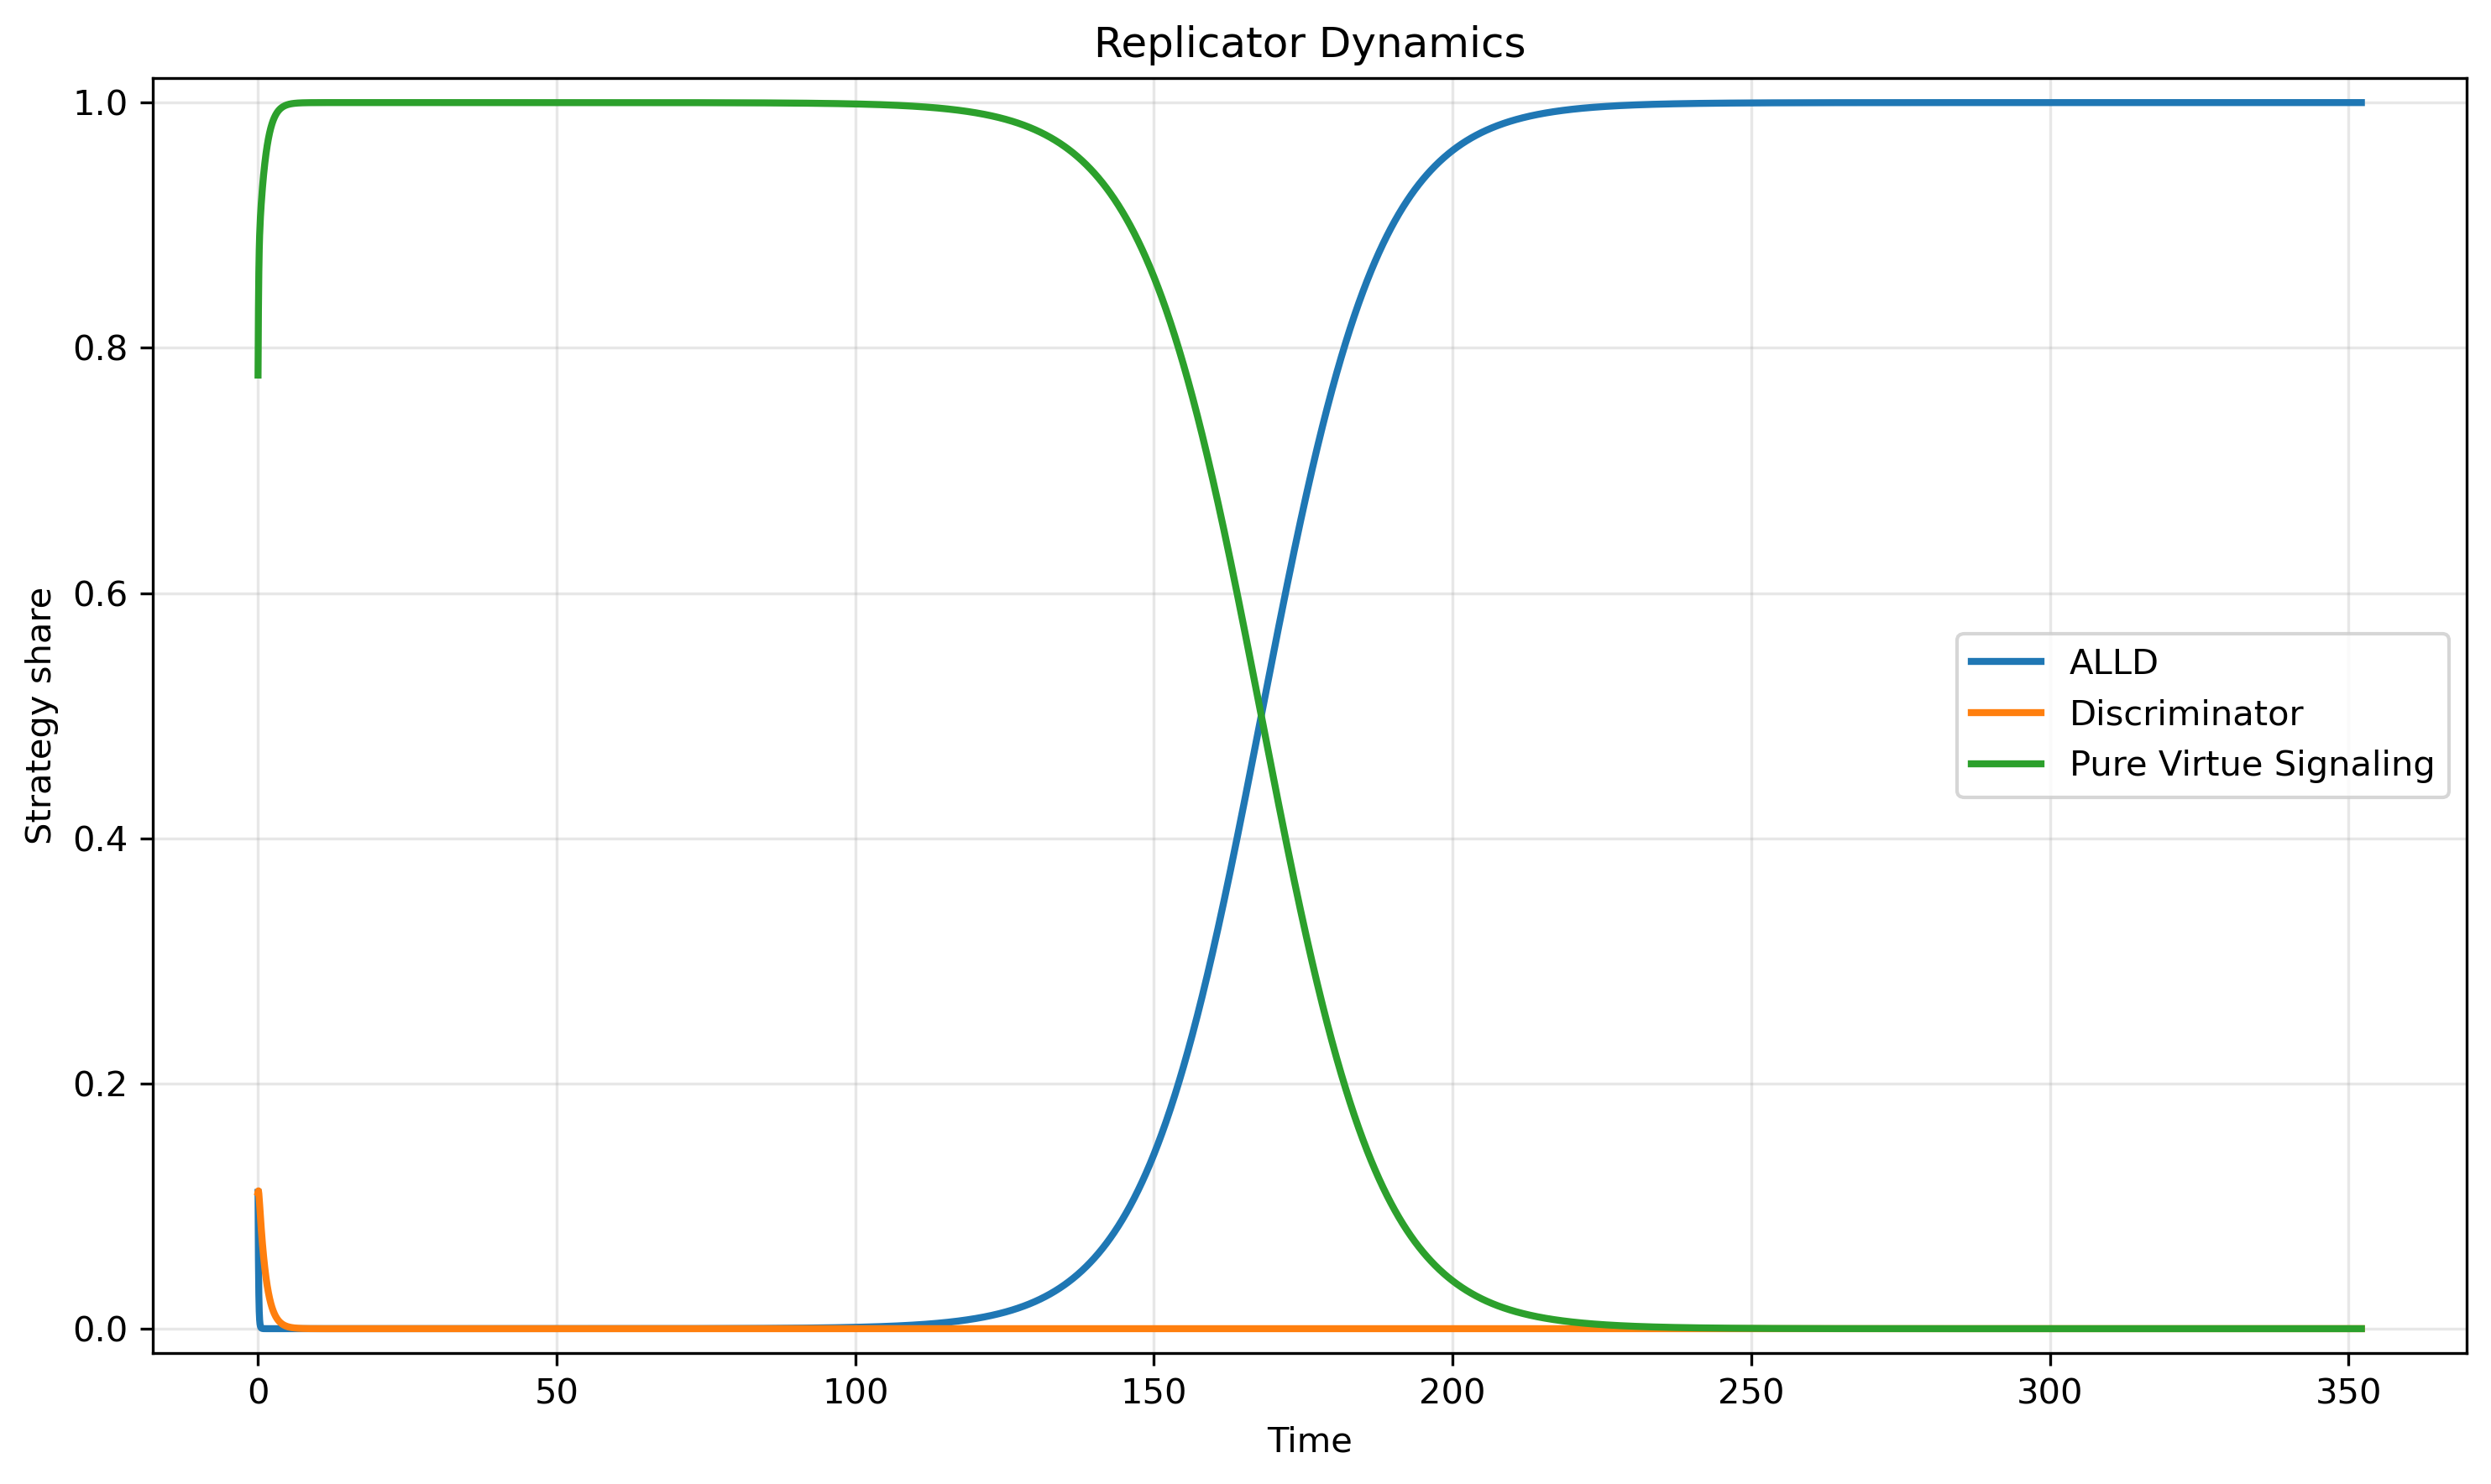 Replicator Dynamics
Strategy share
1.0
0.8
0.6
0.4
0.2
0.0
ALLD
Discriminator
Pure Virtue Signaling
0 50 100 150 200 250 300 350
Time